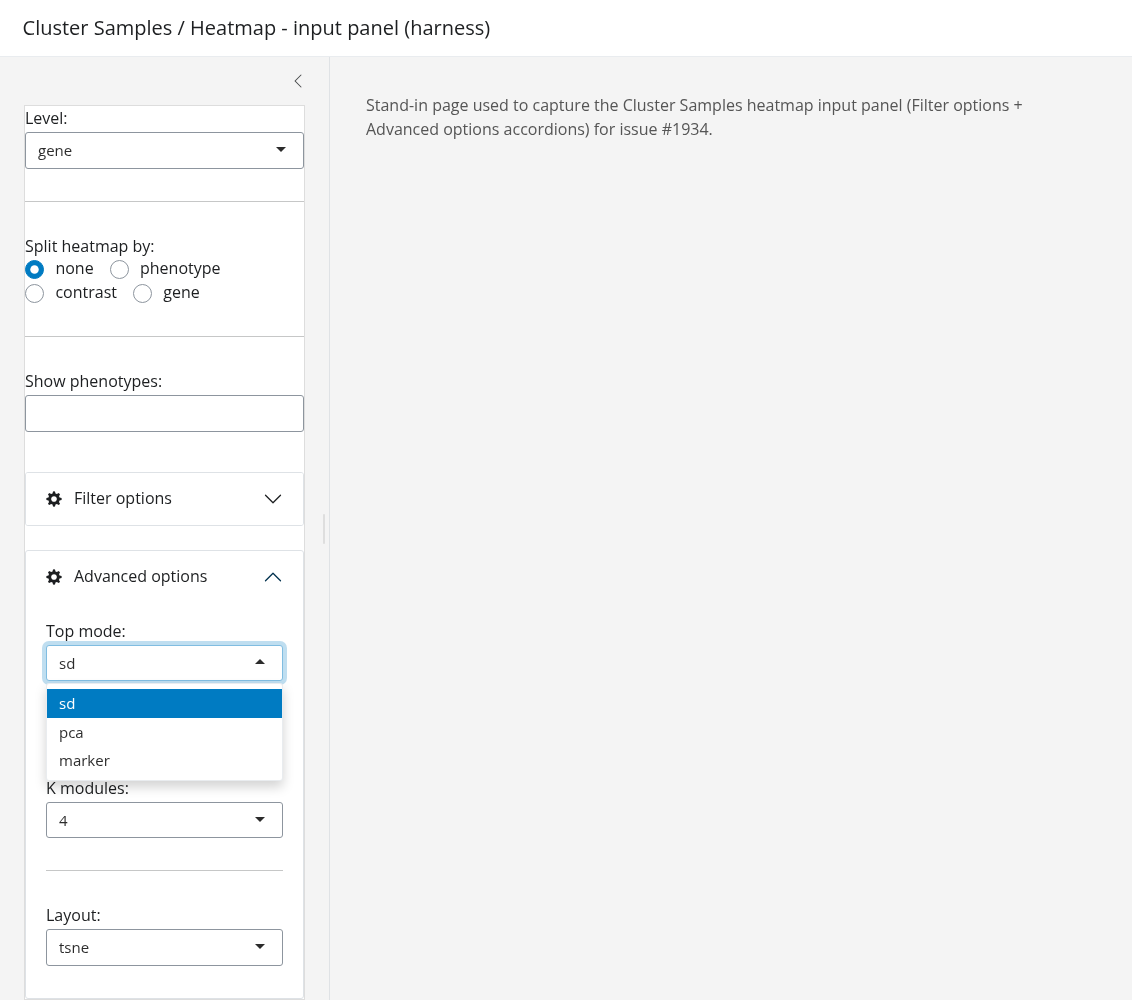 Cluster Samples / Heatmap - input panel (harness)
Level:
gene
Split heatmap by:
none phenotype
contrast gene
Show phenotypes:
Filter options
Advanced options
Top mode:
sd
sd
pca
marker
K modules:
4
Layout:
tsne
Stand-in page used to capture the Cluster Samples heatmap input panel (Filter options +
Advanced options accordions) for issue #1934.